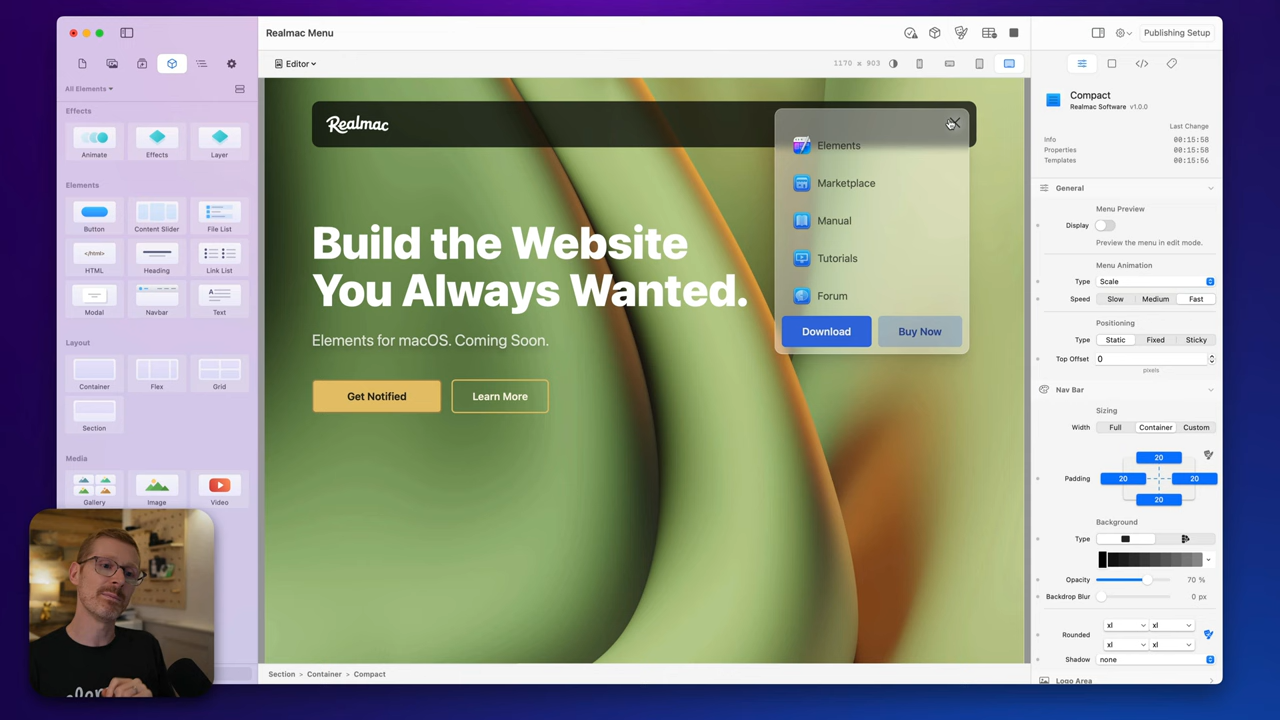 Realmac Menu
Publishing Setup
Editor
1170 x 903
All Elements
Effects
Animate
Effects
Layer
Elements
Button
Content Slider
File List
</h1>
HTML
Heading
Link List
Modal
Navbar
Text
Layout
Container
Flex
Grid
Section
Media
Gallery
Image
Video
Realmac
Elements
Marketplace
Manual
Tutorials
Forum
Download
Buy Now
Build the Website
You Always Wanted.
Elements for macOS. Coming Soon.
Get Notified
Learn More
Section > Container > Compact
Compact
Realmac Software v1.0.0
Last Change
Info 00:15:58
Properties 00:15:58
Templates 00:15:56
General
Menu Preview
Display
Preview the menu in edit mode.
Menu Animation
Type Scale
Speed Slow Medium Fast
Positioning
Type Static Fixed Sticky
Top Offset 0
pixels
Nav Bar
Sizing
Width Full Container Custom
20
Padding 20 20
20
Background
Type
Opacity 70 %
Backdrop Blur 0 px
xl xl
Rounded
xl xl
Shadow none
Logo Area